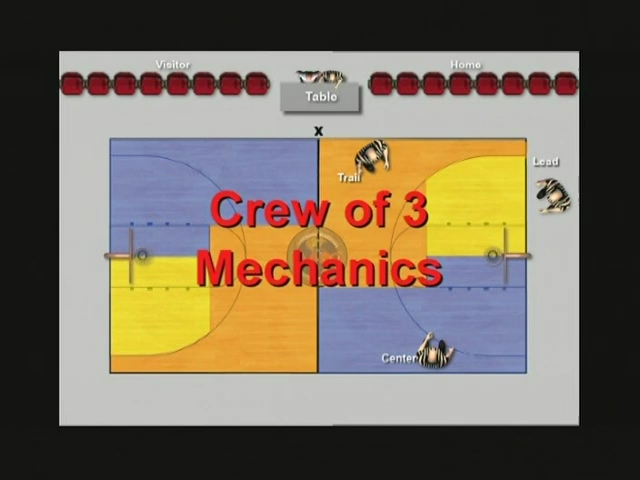 Visitor
Home
Table
X
Lead
Trail
Crew of 3
Mechanics
Center